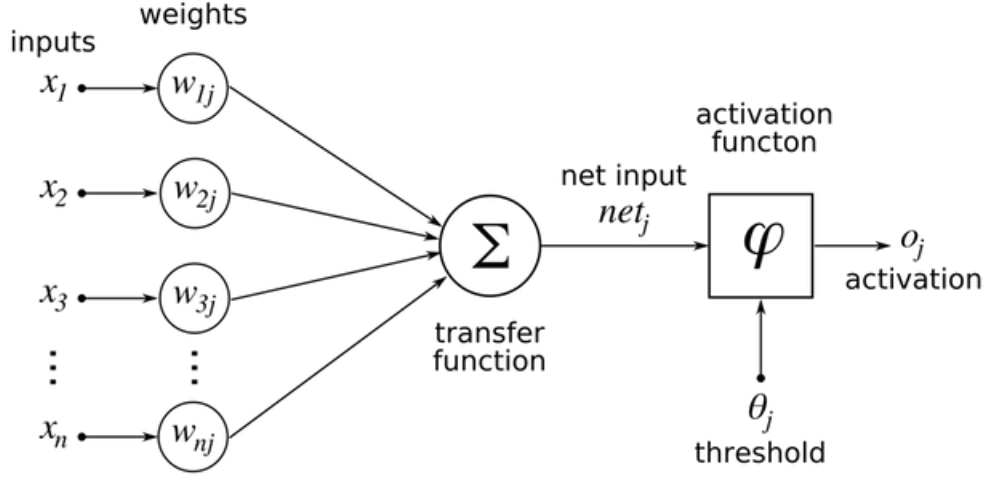 weights
inputs
x1
w1j
x2
w2j
x3
w3j
⋮ ⋮
xn
wnj
Σ
transfer
function
net input
netj
activation
functon
φ
oj
activation
θj
threshold